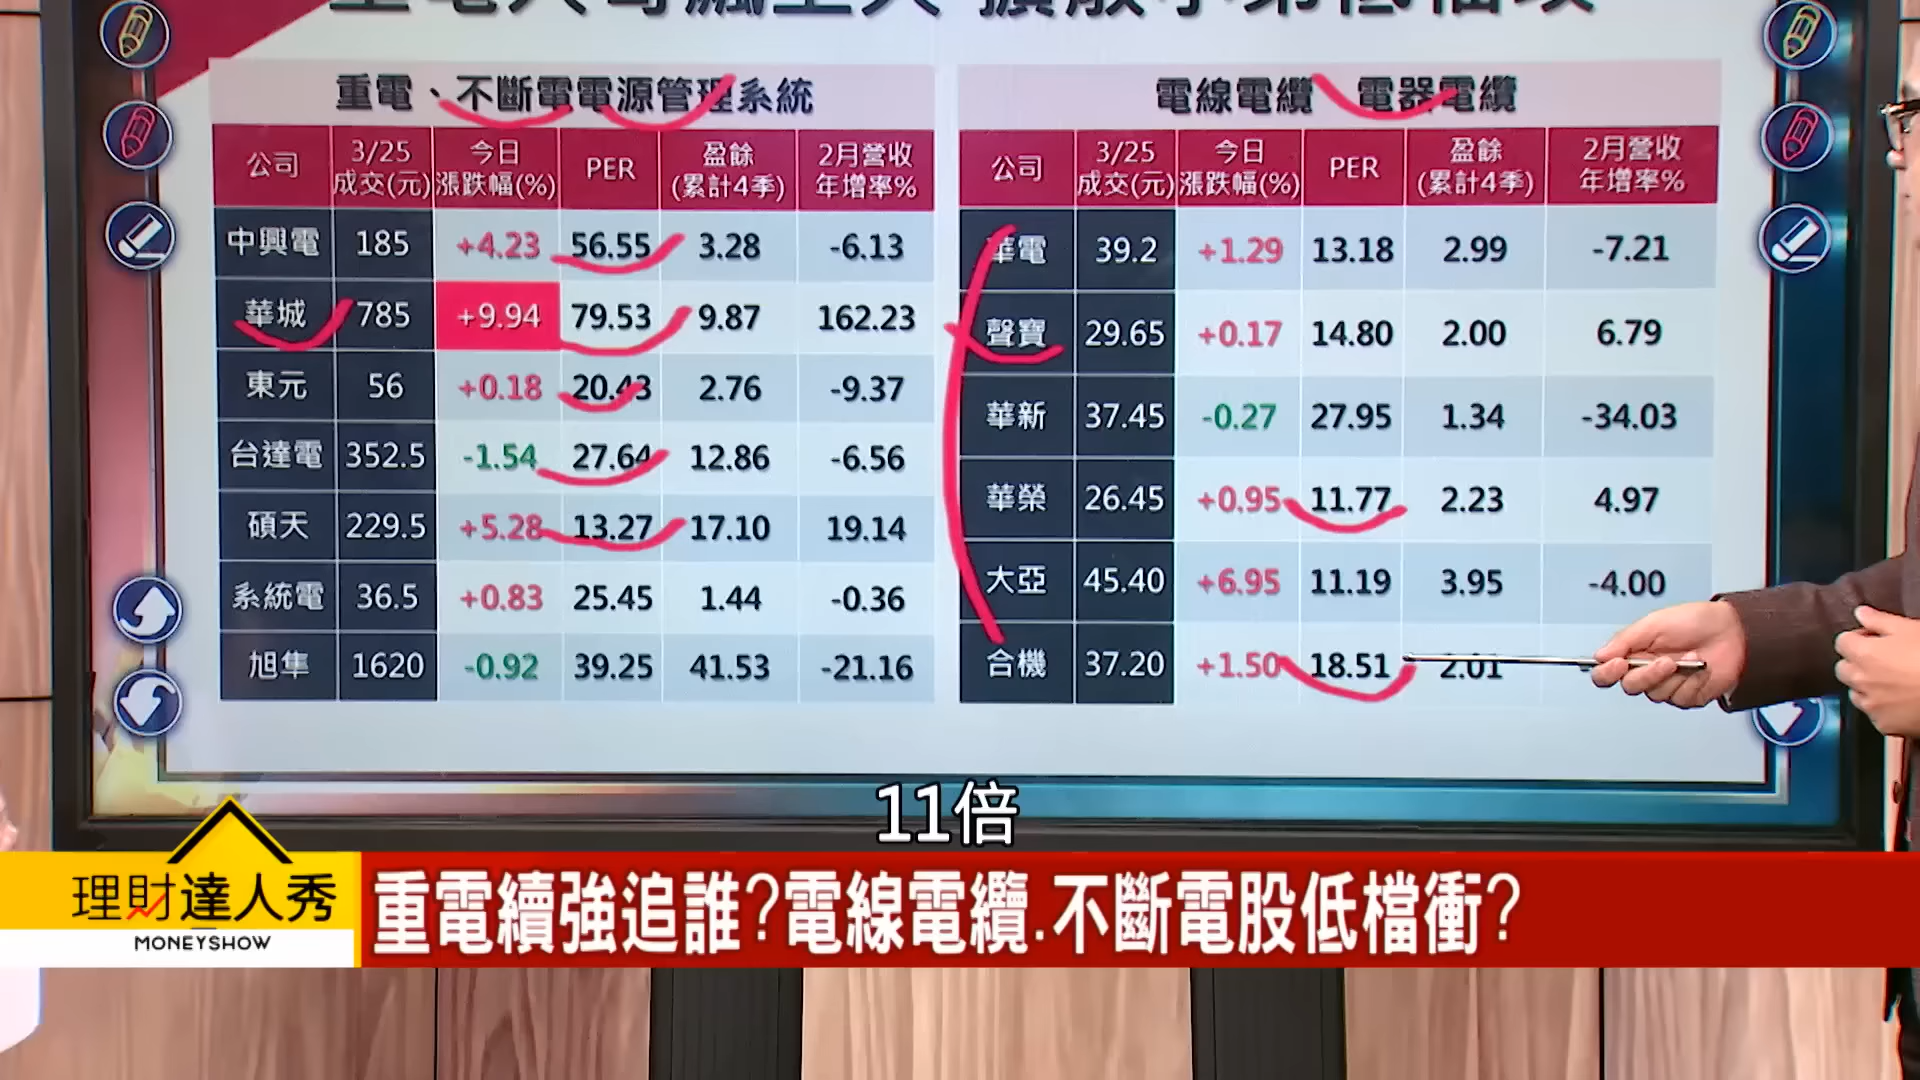 重電、不斷電電源管理系統
公司 3/25成交(元) 今日漲跌幅(%) PER 盈餘(累計4季) 2月營收年增率%
中興電 185 +4.23 56.55 3.28 -6.13
華城 785 +9.94 79.53 9.87 162.23
東元 56 +0.18 20.43 2.76 -9.37
台達電 352.5 -1.54 27.64 12.86 -6.56
碩天 229.5 +5.28 13.27 17.10 19.14
系統電 36.5 +0.83 25.45 1.44 -0.36
旭隼 1620 -0.92 39.25 41.53 -21.16
電線電纜、電器電纜
公司 3/25成交(元) 今日漲跌幅(%) PER 盈餘(累計4季) 2月營收年增率%
華電 39.2 +1.29 13.18 2.99 -7.21
聲寶 29.65 +0.17 14.80 2.00 6.79
華新 37.45 -0.27 27.95 1.34 -34.03
華榮 26.45 +0.95 11.77 2.23 4.97
大亞 45.40 +6.95 11.19 3.95 -4.00
合機 37.20 +1.50 18.51 2.01
11倍
理財達人秀
MONEYSHOW
重電續強追誰?電線電纜.不斷電股低檔衝?